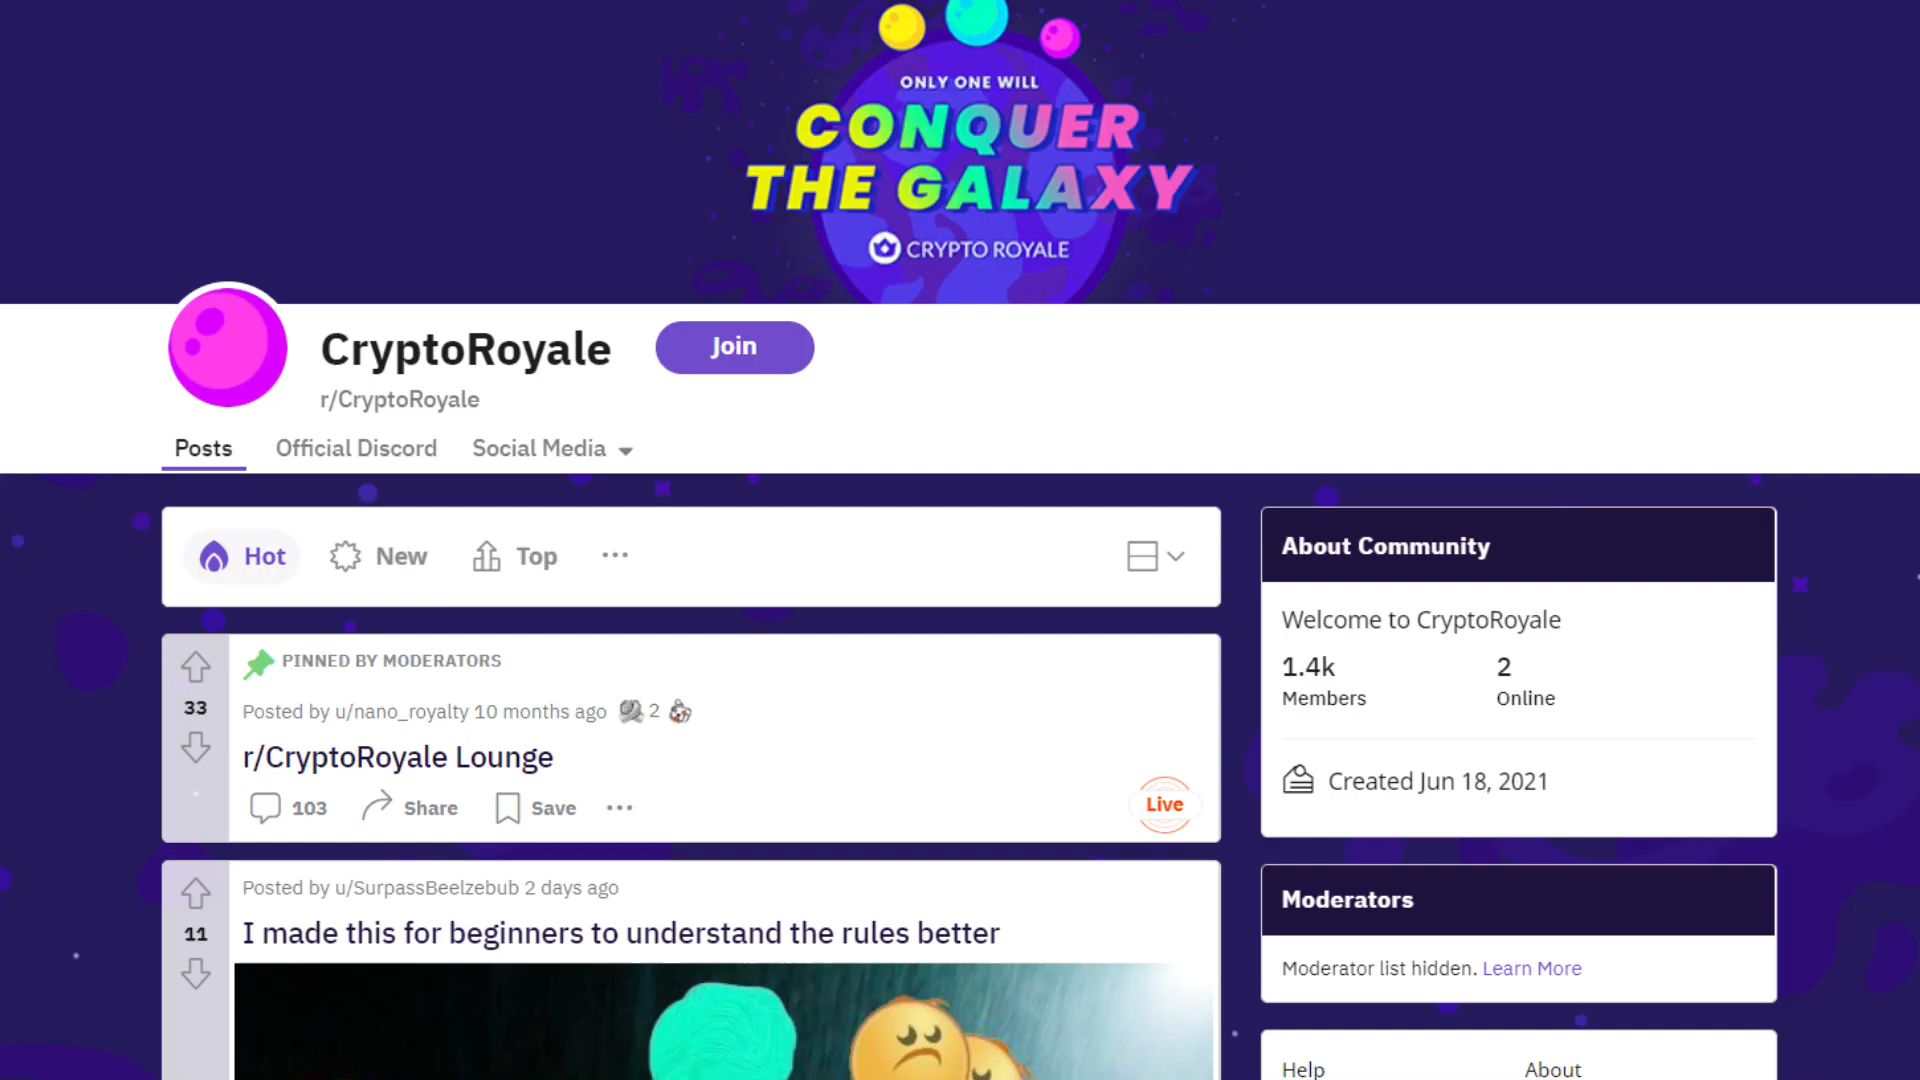 ONLY ONE WILL
CONQUER
THE GALAXY
CRYPTO ROYALE
CryptoRoyale
Join
r/CryptoRoyale
Posts Official Discord Social Media
Hot New Top
PINNED BY MODERATORS
33
Posted by u/nano_royalty 10 months ago 2
r/CryptoRoyale Lounge
103 Share Save
Live
Posted by u/SurpassBeelzebub 2 days ago
11
I made this for beginners to understand the rules better
About Community
Welcome to CryptoRoyale
1.4k 2
Members Online
Created Jun 18, 2021
Moderators
Moderator list hidden. Learn More
Help About